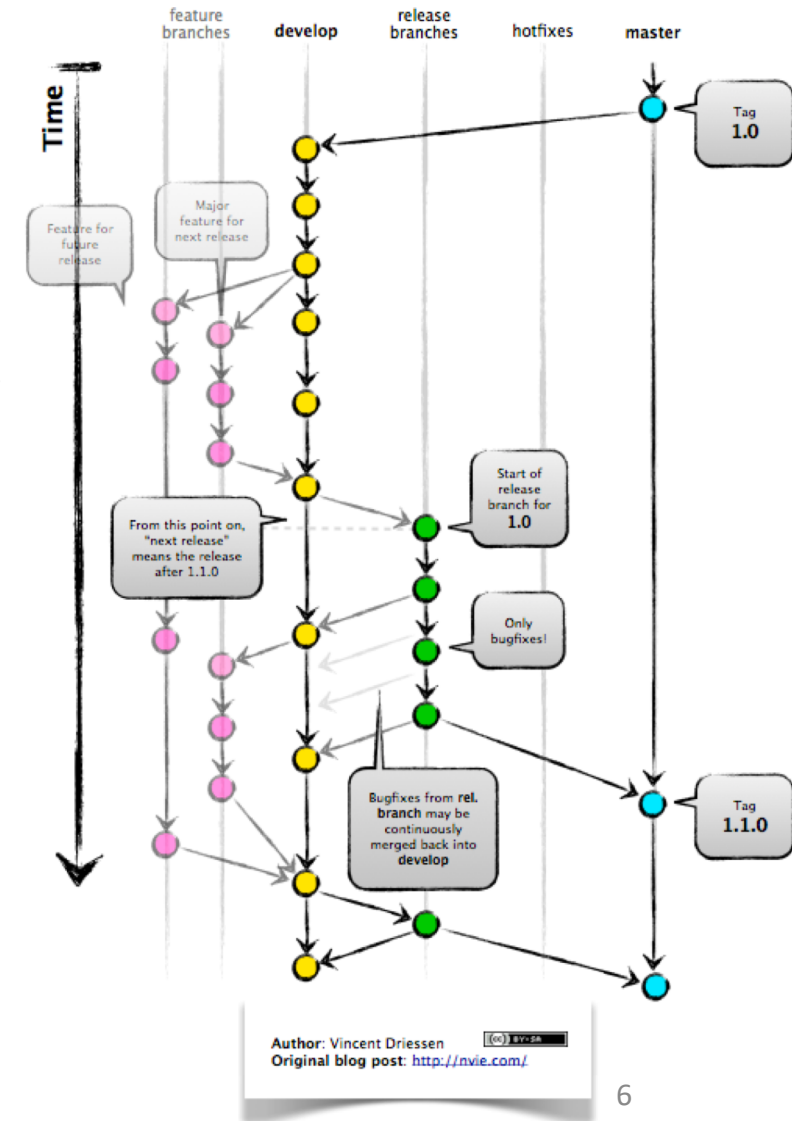 feature
branches
develop
release
branches
hotfixes
master
Time
Tag
1.0
Major
feature for
next release
Feature for
future
release
Start of
release
branch for
1.0
From this point on,
“next release”
means the release
after 1.1.0
Only
bugfixes!
Bugfixes from rel.
branch may be
continuously
merged back into
develop
Tag
1.1.0
Author: Vincent Driessen
(cc) BY-SA
Original blog post: http://nvie.com/
6